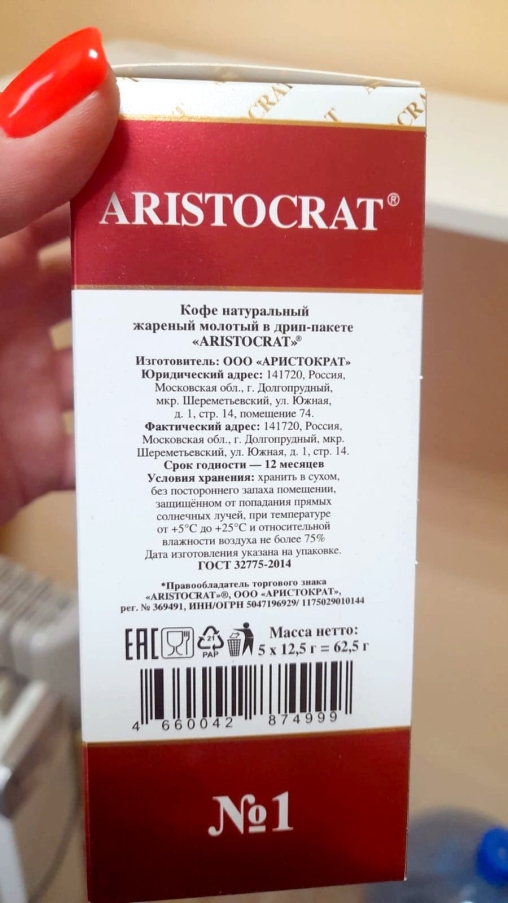 CRA
T
CR
ARISTOCRAT®
Кофе натуральный
жареный молотый в дрип-пакете
«ARISTOCRAT»®
Изготовитель: ООО «АРИСТОКРАТ»
Юридический адрес: 141720, Россия,
Московская обл., г. Долгопрудный,
мкр. Шереметьевский, ул. Южная,
д. 1, стр. 14, помещение 74.
Фактический адрес: 141720, Россия,
Московская обл., г. Долгопрудный, мкр.
Шереметьевский, ул. Южная, д. 1, стр. 14.
Срок годности — 12 месяцев
Условия хранения: хранить в сухом,
без постороннего запаха помещении,
защищённом от попадания прямых
солнечных лучей, при температуре
от +5°С до +25°С и относительной
влажности воздуха не более 75%
Дата изготовления указана на упаковке.
ГОСТ 32775-2014
*Правообладатель торгового знака
«ARISTOCRAT»®, ООО «АРИСТОКРАТ»,
рег. № 369491, ИНН/ОГРН 5047196929/ 1175029010144
EAC 21 PAP
Масса нетто:
5 х 12,5 г = 62,5 г
4 660042 874999
№1